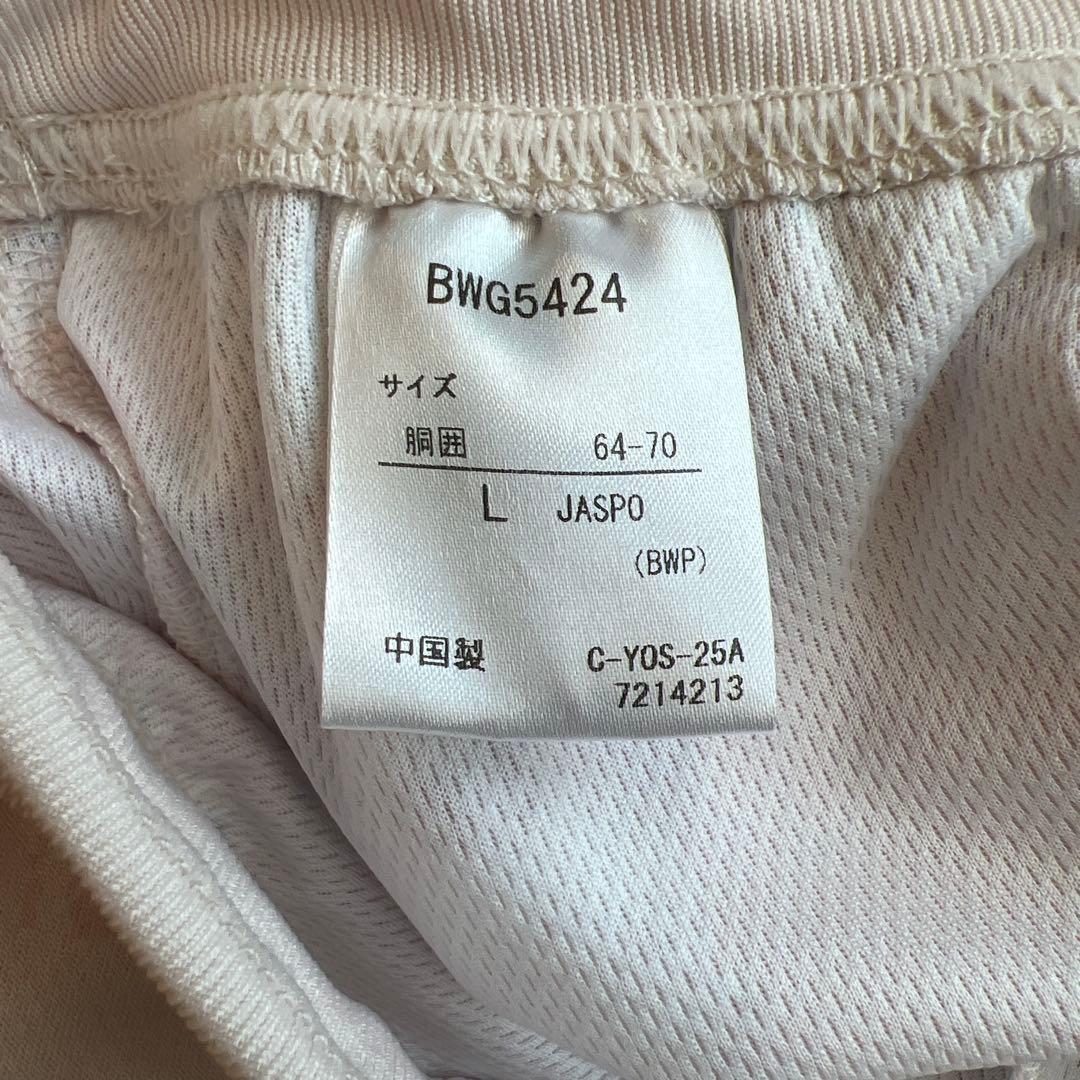 BWG5424
サイズ
胴囲 64-70
L JASPO
(BWP)
中国製 C-YOS-25A
7214213